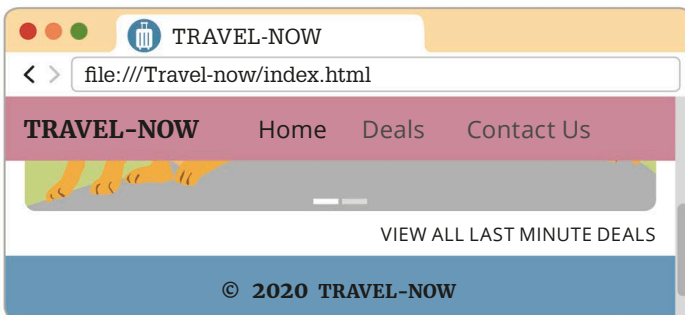 TRAVEL-NOW
file:///Travel-now/index.html
TRAVEL-NOW Home Deals Contact Us
VIEW ALL LAST MINUTE DEALS
© 2020 TRAVEL-NOW